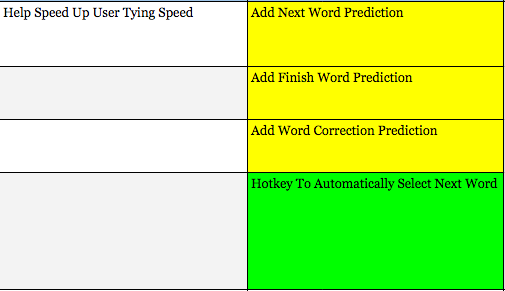 Help Speed Up User Tying Speed
Add Next Word Prediction
Add Finish Word Prediction
Add Word Correction Prediction
Hotkey To Automatically Select Next Word